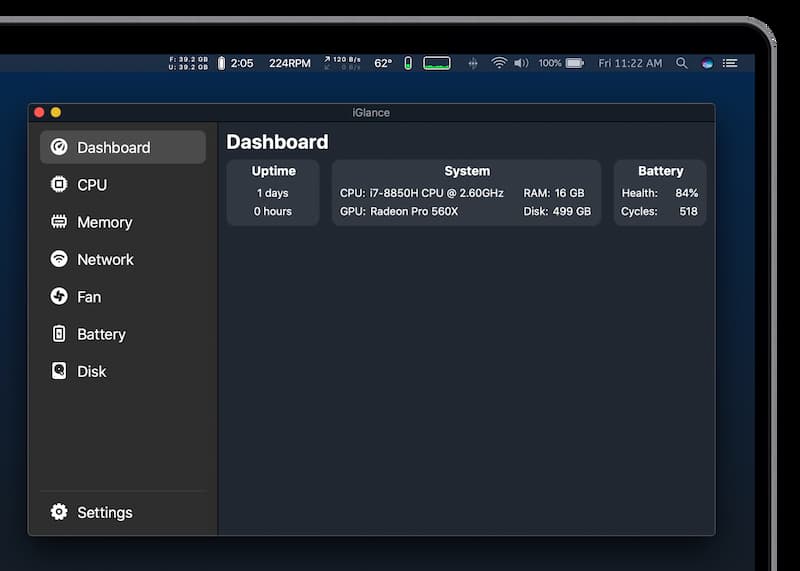 F: 39.2 GB
U: 39.2 GB
2:05
224RPM
120 B/s
0 B/s
62°
100%
Fri 11:22 AM
iGlance
Dashboard
CPU
Memory
Network
Fan
Battery
Disk
Settings
Dashboard
Uptime
1 days
0 hours
System
CPU: i7-8850H CPU @ 2.60GHz RAM: 16 GB
GPU: Radeon Pro 560X Disk: 499 GB
Battery
Health: 84%
Cycles: 518